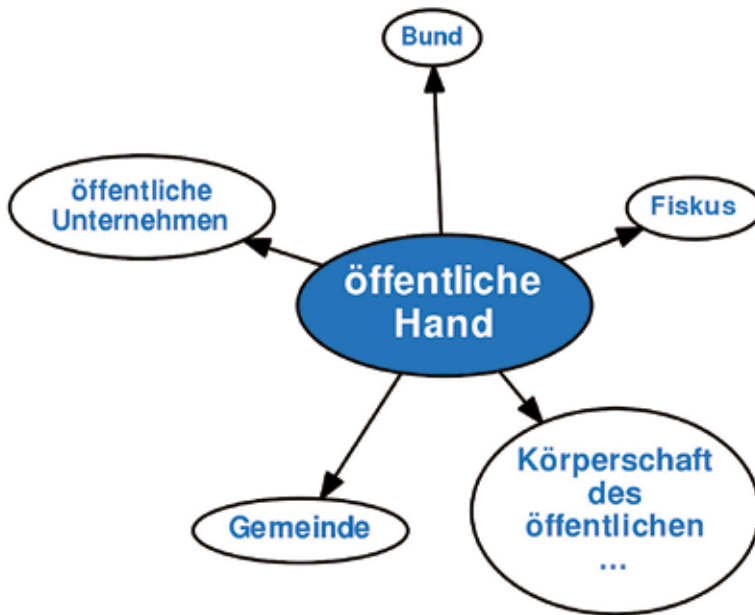 Bund
öffentliche
Unternehmen
Fiskus
öffentliche
Hand
Körperschaft
des
öffentlichen
...
Gemeinde